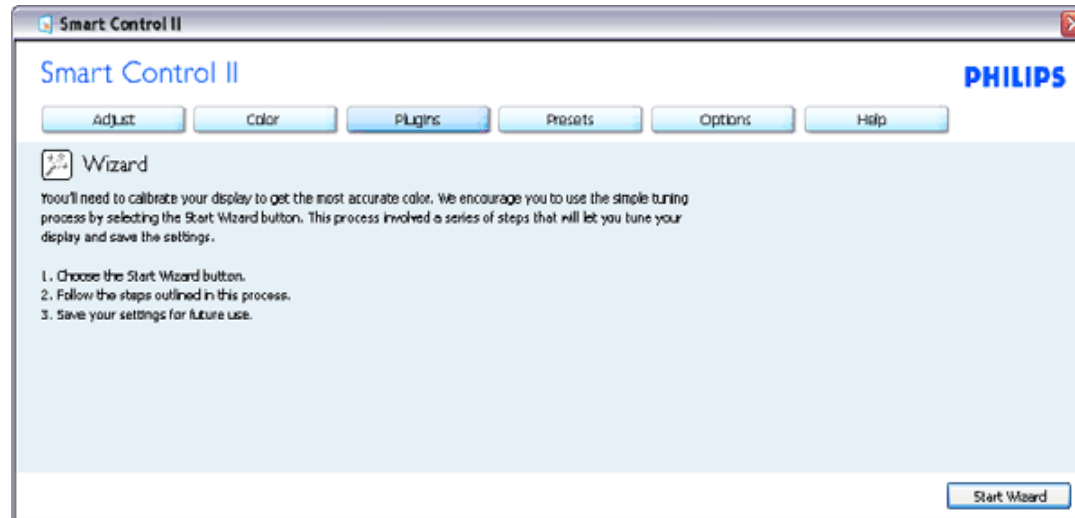 Smart Control II
Smart Control II
PHILIPS
Adjust
Color
Plugins
Presets
Options
Help
Wizard
Yoou'll need to calibrate your display to get the most accurate color. We encourage you to use the simple tuning
process by selecting the Start Wizard button. This process involved a series of steps that will let you tune your
display and save the settings.
1. Choose the Start Wizard button.
2. Follow the steps outlined in this process.
3. Save your settings for future use.
Start Wizard